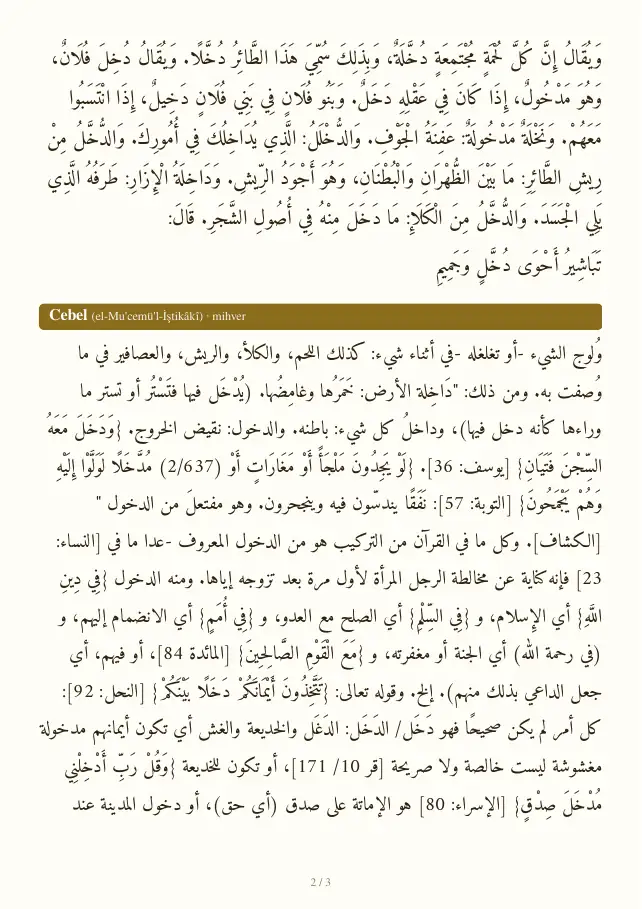 وَيُقَالُ إِنَّ كُلَّ لُحْمَةٍ مُجْتَمِعَةٍ دُخَّلَةٌ، وَبِذَلِكَ سُمِّيَ هَذَا الطَّائِرُ دُخَّلًا. وَيُقَالُ دُخِلَ فُلَانٌ،
وَهُوَ مَدْخُولٌ، إِذَا كَانَ فِي عَقْلِهِ دَخَلٌ. وَبَنُو فُلَانٍ فِي بَنِي فُلَانٍ دَخِيلٌ، إِذَا انْتَسَبُوا
مَعَهُمْ. وَنَخْلَةٌ مَدْخُولَةٌ: عَفِنَةُ الْجَوْفِ. وَالدُّخْلَلُ: الَّذِي يُدَاخِلُكَ فِي أُمُورِكَ. وَالدُّخَّلُ مِنْ
رِيشِ الطَّائِرِ: مَا بَيْنَ الظُّهْرَانِ وَالْبُطْنَانِ، وَهُوَ أَجْوَدُ الرِّيشِ. وَدَاخِلَةُ الْإِزَارِ: طَرَفُهُ الَّذِي
يَلِي الْجَسَدَ. وَالدُّخَّلُ مِنَ الْكَلَإِ: مَا دَخَلَ مِنْهُ فِي أُصُولِ الشَّجَرِ. قَالَ:
تَبَاشِيرُ أَحْوَى دُخَّلٍ وَجَمِيمِ
Cebel (el-Mu'cemü'l-İştikâkî) · mihver
وُلوج الشيء -أو تغلغله -في أثناء شيء: كذلك اللحم، والكلأ، والريش، والعصافير في ما
وُصفت به. ومن ذلك: "دَاخِلة الأرض: خَمَرُها وغامِضُها. (يُدْخَل فيها فتَسْتُر أو تستر ما
وراءها كأنه دخل فيها)، وداخلُ كل شيء: باطنه. والدخول: نقيض الخروج. {وَدَخَلَ مَعَهُ
السِّجْنَ فَتَيَانِ} [يوسف: 36]. {لَوْ يَجِدُونَ مَلْجَأً أَوْ مَغَارَاتٍ أَوْ (2/637) مُدَّخَلًا لَوَلَّوْا إِلَيْهِ
وَهُمْ يَجْمَحُونَ} [التوبة: 57]: نَفَقًا يندسّون فيه وينجحرون. وهو مفتعلَ من الدخول "
[الكشاف]. وكل ما في القرآن من التركيب هو من الدخول المعروف -عدا ما في [النساء:
23] فإنه كناية عن مخالطة الرجل المرأة لأول مرة بعد تزوجه إياها. ومنه الدخول {فِي دِينِ
اللَّهِ} أي الإسلام، و {فِي السِّلْمِ} أي الصلح مع العدو، و {فِي أُمَمٍ} أي الانضمام إليهم، و
(في رحمة الله) أي الجنة أو مغفرته، و {مَعَ الْقَوْمِ الصَّالِحِينَ} [المائدة 84]، أو فيهم، أي
جعل الداعي بذلك منهم). إلخ. وقوله تعالى: {تَتَّخِذُونَ أَيْمَانَكُمْ دَخَلًا بَيْنَكُمْ} [النحل: 92]:
كل أمر لم يكن صحيحًا فهو دَخَل/ الدَخَل: الدَغَل والخديعة والغش أي تكون أيمانهم مدخولة
مغشوشة ليست خالصة ولا صريحة [قر 10/ 171]، أو تكون للخديعة {وَقُلْ رَبِّ أَدْخِلْنِي
مُدْخَلَ صِدْقٍ} [الإسراء: 80] هو الإماتة على صدق (أي حق)، أو دخول المدينة عند
2 / 3